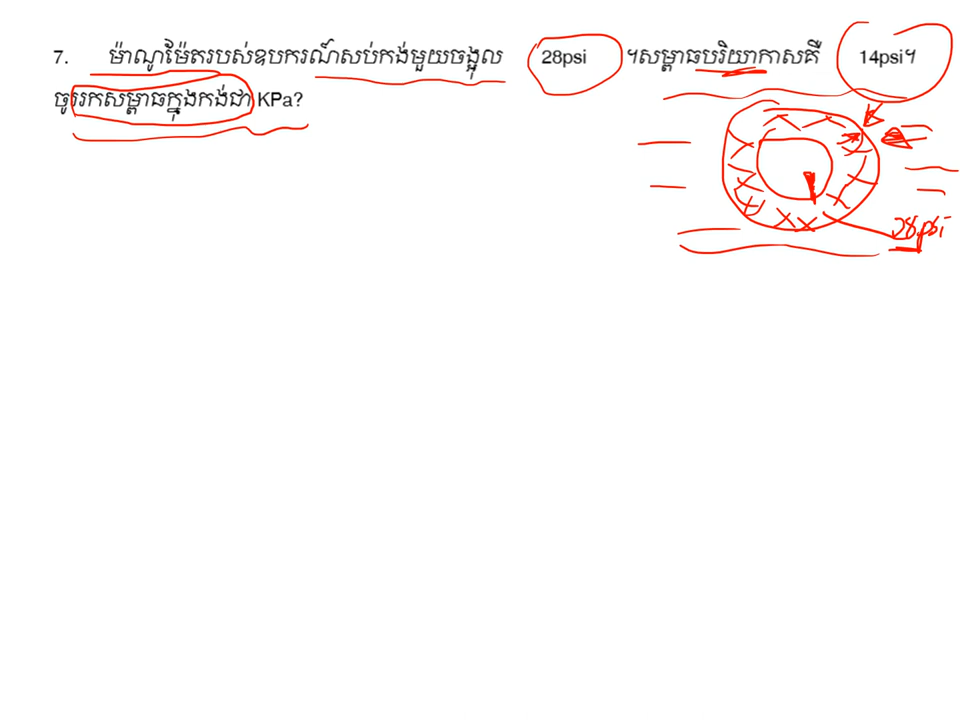 7. ម៉ាណូម៉ែតរបស់ឧបករណ៍សប់កង់មួយចង្អុល 28psi ។សម្ពាធបរិយាកាសគឺ 14psi។
ចូររកសម្ពាធក្នុងកង់ជា KPa?
28psi